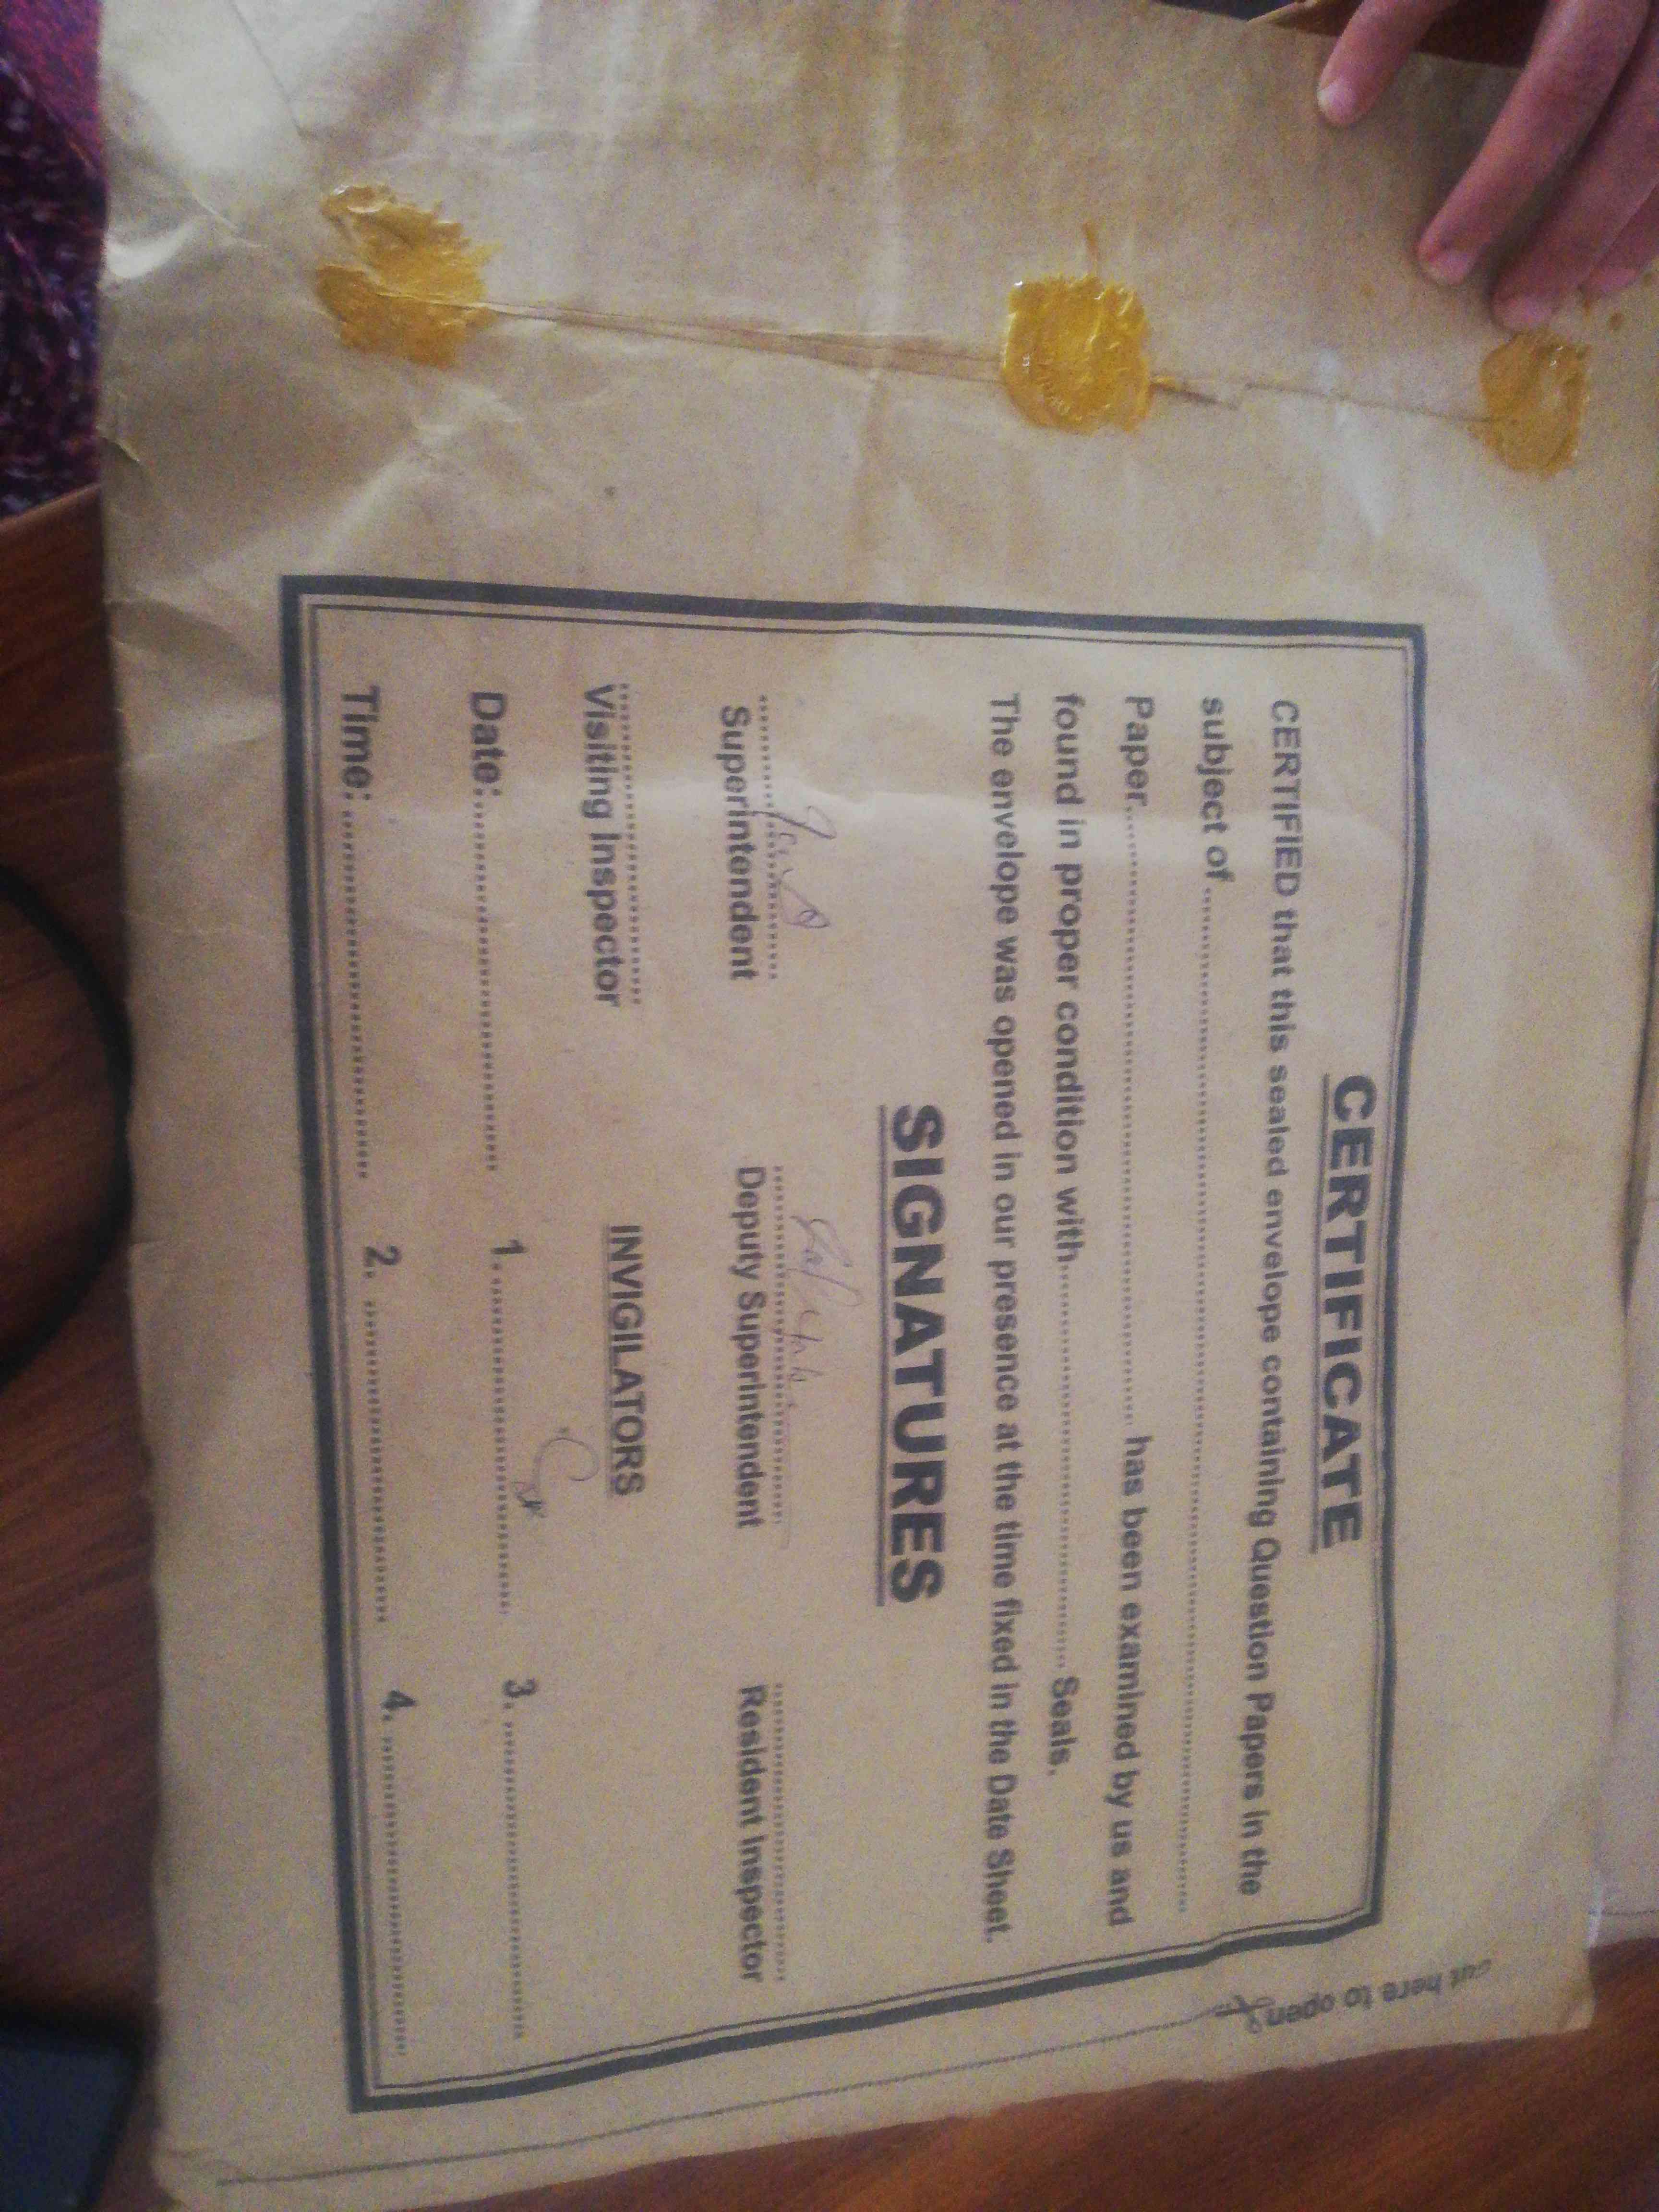 CERTIFICATE
CERTIFIED that this sealed envelope containing Question Papers in the
subject of ........................................
Paper........................................ has been examined by us and
found in proper condition with........................................ Seals.
The envelope was opened in our presence at the time fixed in the Date Sheet.
SIGNATURES
Superintendent Deputy Superintendent Resident Inspector
Visiting Inspector INVIGILATORS
Date:........................ 1......................... 3.........................
Time:........................ 2. ........................ 4. ........................
cut here to open